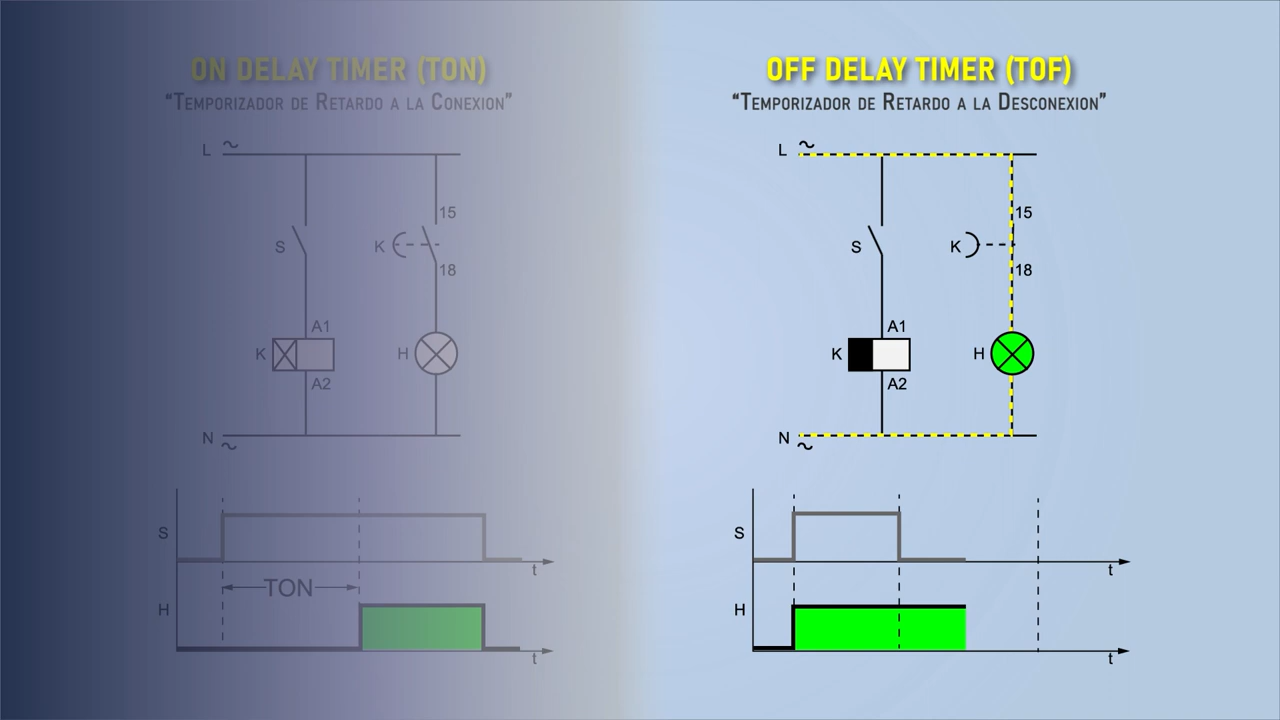 ON DELAY TIMER (TON)
“Temporizador de Retardo a la Conexion”
L ~
15
S
K
18
A1
K
H
A2
N
~
S
t
TON
H
t
OFF DELAY TIMER (TOF)
“Temporizador de Retardo a la Desconexion”
L ~
15
S
K
18
A1
K
H
A2
N
~
S
t
H
t